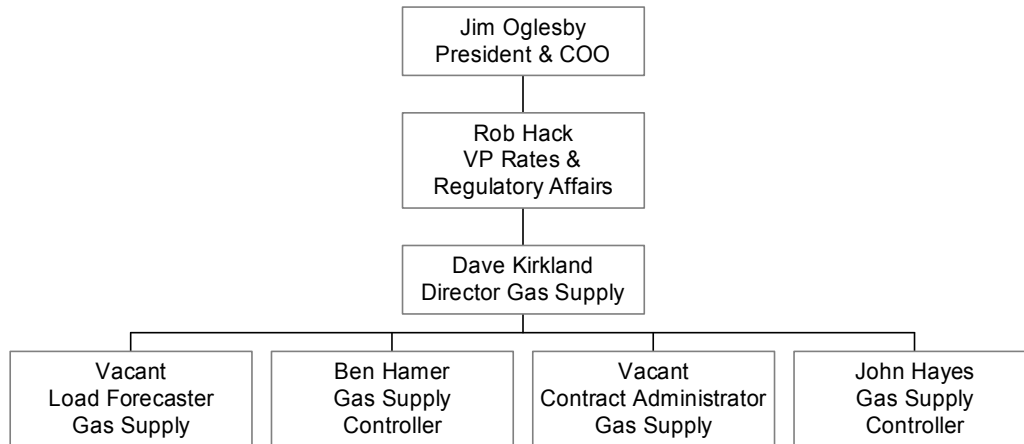 Jim Oglesby
President & COO
Rob Hack
VP Rates &
Regulatory Affairs
Dave Kirkland
Director Gas Supply
Vacant
Load Forecaster
Gas Supply
Ben Hamer
Gas Supply
Controller
Vacant
Contract Administrator
Gas Supply
John Hayes
Gas Supply
Controller